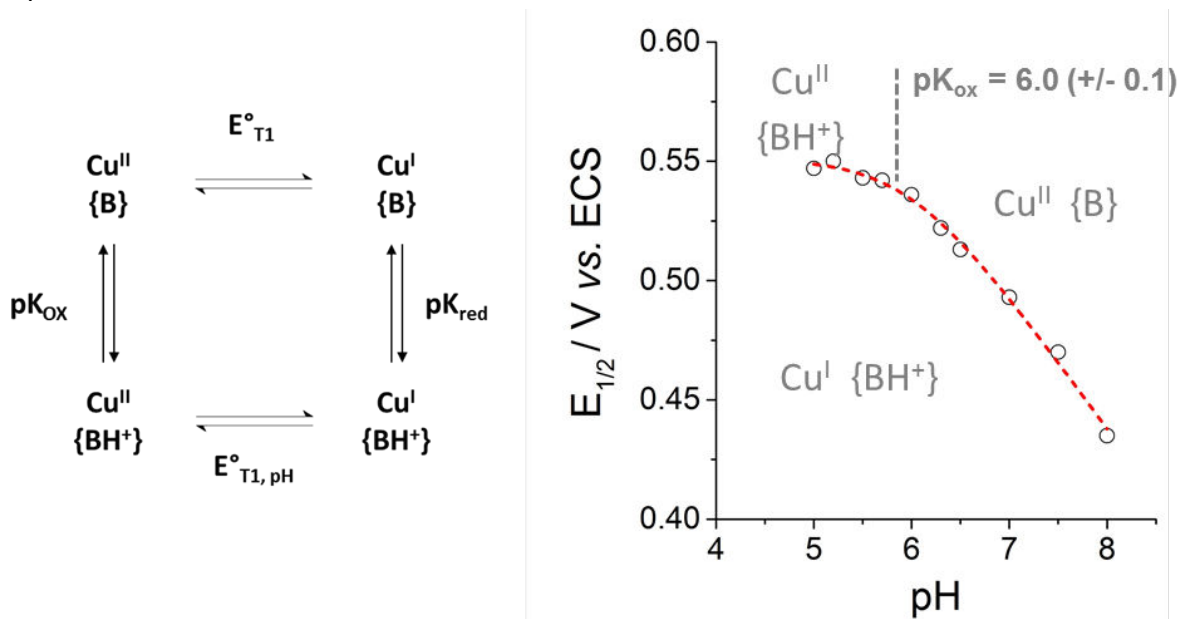 E°T1
CuII
{B}
CuI
{B}
pKOX
pKred
CuII
{BH+}
CuI
{BH+}
E°T1, pH
0.60
0.55
0.50
0.45
0.40
E1/2 / V vs. ECS
CuII
{BH+}
pKox = 6.0 (+/- 0.1)
CuII {B}
CuI {BH+}
4
5
6
7
8
pH